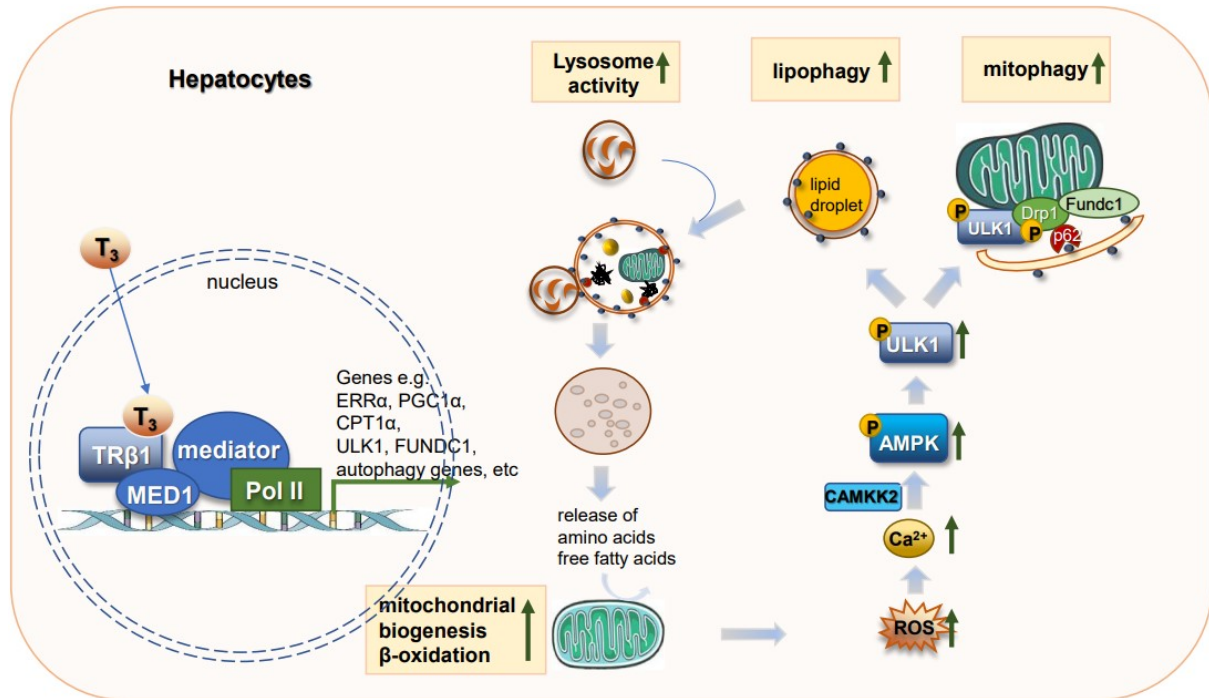 Hepatocytes
Lysosome
activity
lipophagy
mitophagy
lipid
droplet
P
ULK1
P
Drp1
Fundc1
p62
T3
nucleus
T3
TRβ1
mediator
MED1
Pol II
Genes e.g.
ERRα, PGC1α,
CPT1α,
ULK1, FUNDC1,
autophagy genes, etc
P
ULK1
P
AMPK
CAMKK2
Ca²⁺
ROS
release of
amino acids
free fatty acids
mitochondrial
biogenesis
β-oxidation